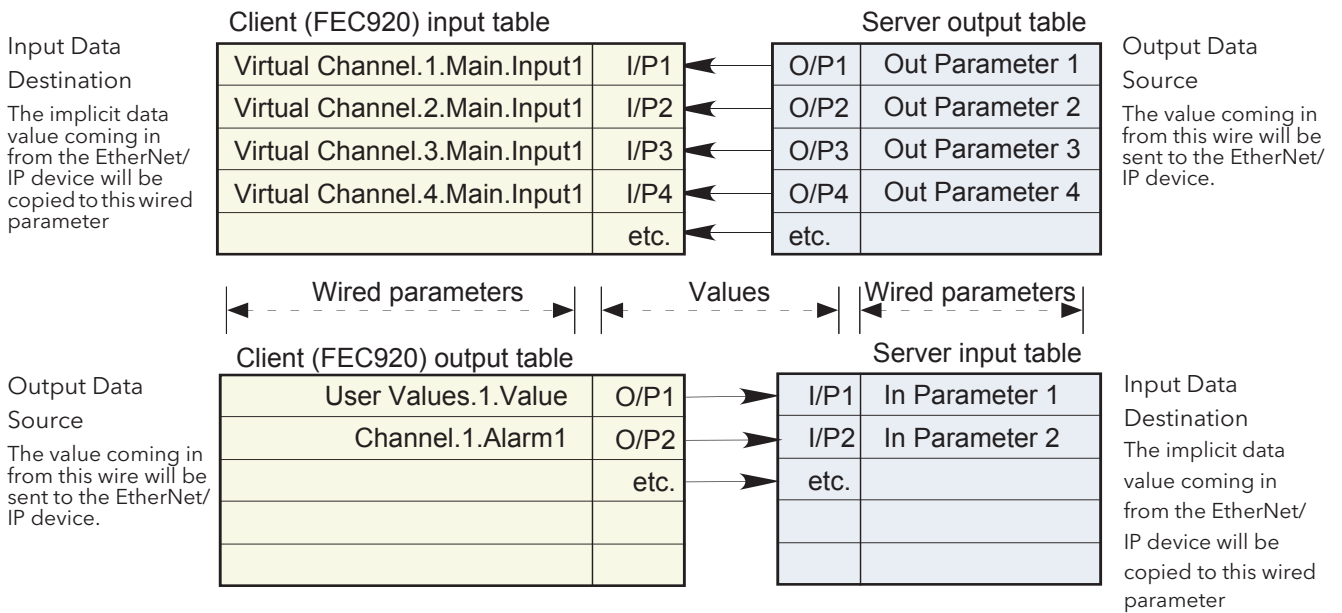 Client (FEC920) input table
Server output table
Input Data
Destination
The implicit data
value coming in
from the EtherNet/
IP device will be
copied to this wired
parameter
Virtual Channel.1.Main.Input1 I/P1
Virtual Channel.2.Main.Input1 I/P2
Virtual Channel.3.Main.Input1 I/P3
Virtual Channel.4.Main.Input1 I/P4
etc.
O/P1 Out Parameter 1
O/P2 Out Parameter 2
O/P3 Out Parameter 3
O/P4 Out Parameter 4
etc.
Output Data
Source
The value coming in
from this wire will be
sent to the EtherNet/
IP device.
Wired parameters Values Wired parameters
Client (FEC920) output table
Server input table
Output Data
Source
The value coming in
from this wire will be
sent to the EtherNet/
IP device.
User Values.1.Value O/P1
Channel.1.Alarm1 O/P2
etc.
I/P1 In Parameter 1
I/P2 In Parameter 2
etc.
Input Data
Destination
The implicit data
value coming in
from the EtherNet/
IP device will be
copied to this wired
parameter